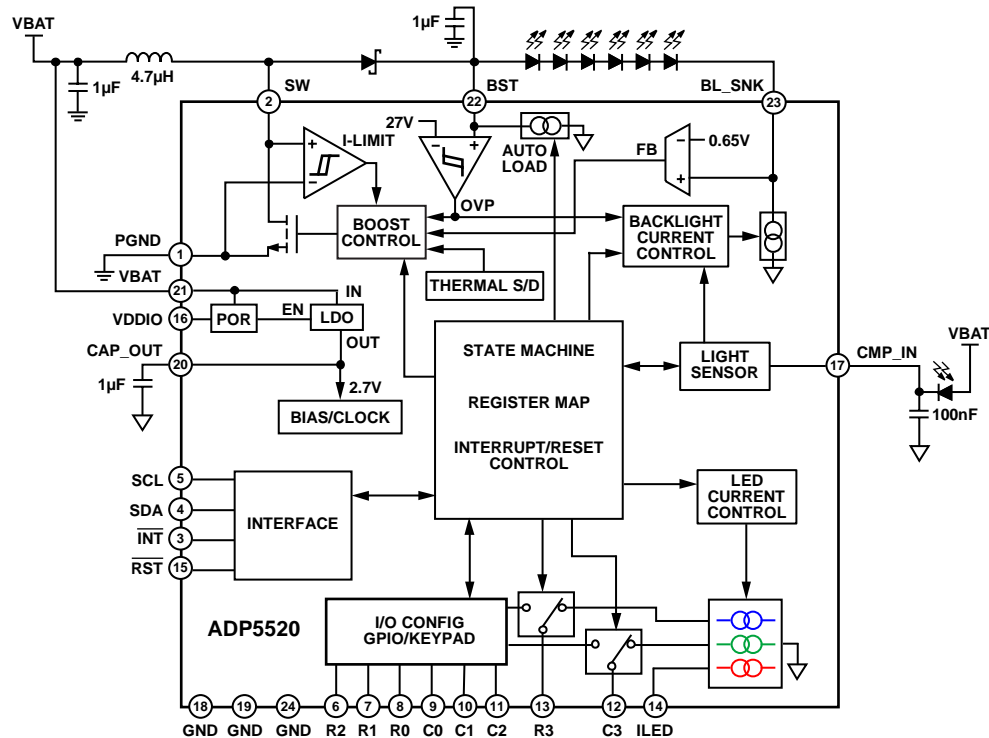 VBAT
1µF
4.7µH
1µF
SW
BST
BL_SNK
2
22
23
I-LIMIT
+
–
27V
–
+
AUTO
LOAD
FB
–
0.65V
+
OVP
BOOST
CONTROL
BACKLIGHT
CURRENT
CONTROL
THERMAL S/D
PGND
1
VBAT
21
IN
VDDIO
16
POR
EN
LDO
OUT
CAP_OUT
20
1µF
2.7V
BIAS/CLOCK
STATE MACHINE
REGISTER MAP
INTERRUPT/RESET
CONTROL
LIGHT
SENSOR
17
CMP_IN
VBAT
100nF
LED
CURRENT
CONTROL
SCL
5
SDA
4
INT
3
RST
15
INTERFACE
ADP5520
I/O CONFIG
GPIO/KEYPAD
18
19
24
6
7
8
9
10
11
13
12
14
GND
GND
GND
R2
R1
R0
C0
C1
C2
R3
C3
ILED